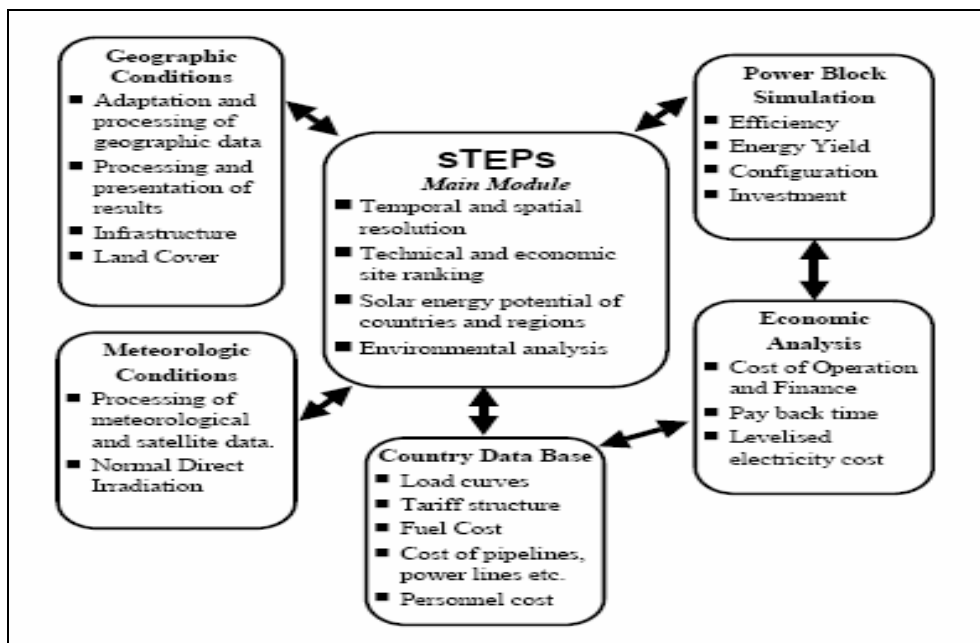 Geographic
Conditions
■ Adaptation and
processing of
geographic data
■ Processing and
presentation of
results
■ Infrastructure
■ Land Cover
Meteorologic
Conditions
■ Processing of
meteorological
and satellite data.
■ Normal Direct
Irradiation
sTEPs
Main Module
■ Temporal and spatial
resolution
■ Technical and economic
site ranking
■ Solar energy potential of
countries and regions
■ Environmental analysis
Country Data Base
■ Load curves
■ Tariff structure
■ Fuel Cost
■ Cost of pipelines,
power lines etc.
■ Personnel cost
Power Block
Simulation
■ Efficiency
■ Energy Yield
■ Configuration
■ Investment
Economic
Analysis
■ Cost of Operation
and Finance
■ Pay back time
■ Levelised
electricity cost